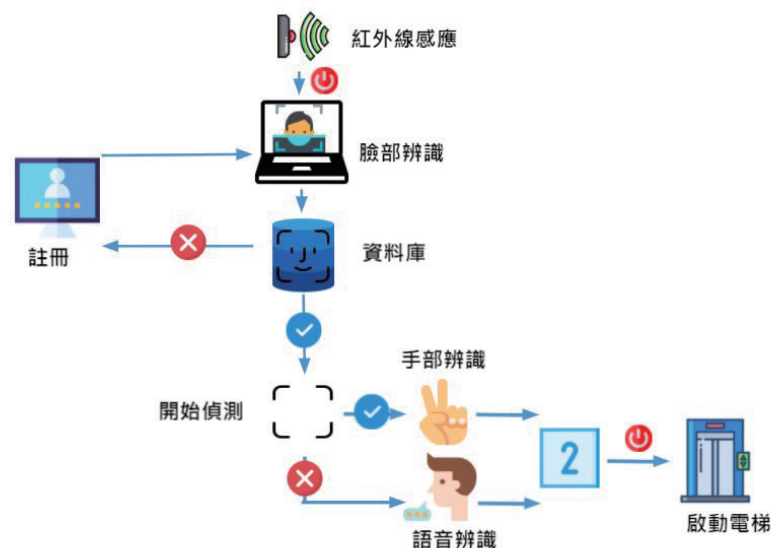 紅外線感應
臉部辨識
註冊
資料庫
手部辨識
開始偵測
2
語音辨識
啟動電梯